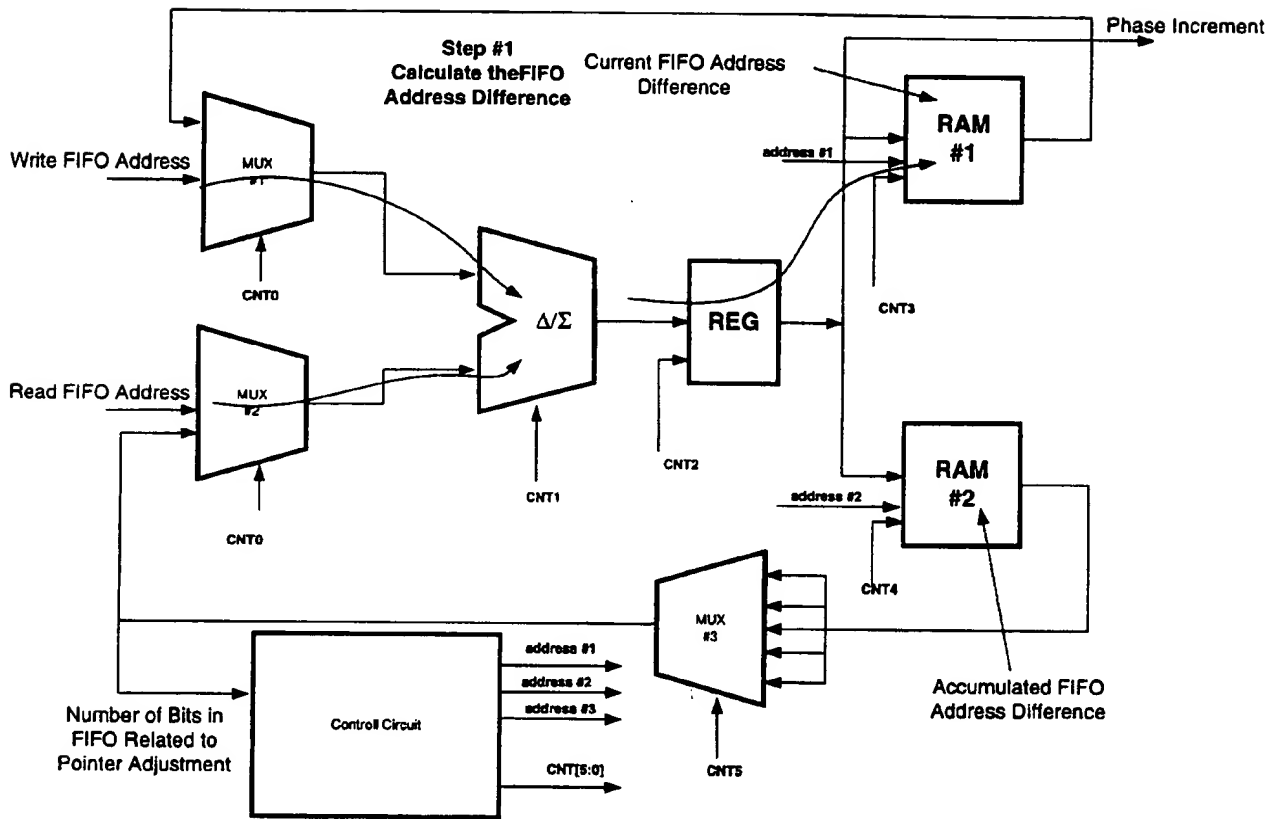 Phase Increment
Step #1
Calculate theFIFO
Address Difference
Current FIFO Address
Difference
RAM
#1
address #1
Write FIFO Address
MUX
#1
CNT0
CNT3
Δ/Σ
REG
Read FIFO Address
MUX
#2
CNT0
CNT1
CNT2
RAM
#2
address #2
CNT4
MUX
#3
CNT5
Accumulated FIFO
Address Difference
Number of Bits in
FIFO Related to
Pointer Adjustment
Controll Circuit
address #1
address #2
address #3
CNT[5:0]